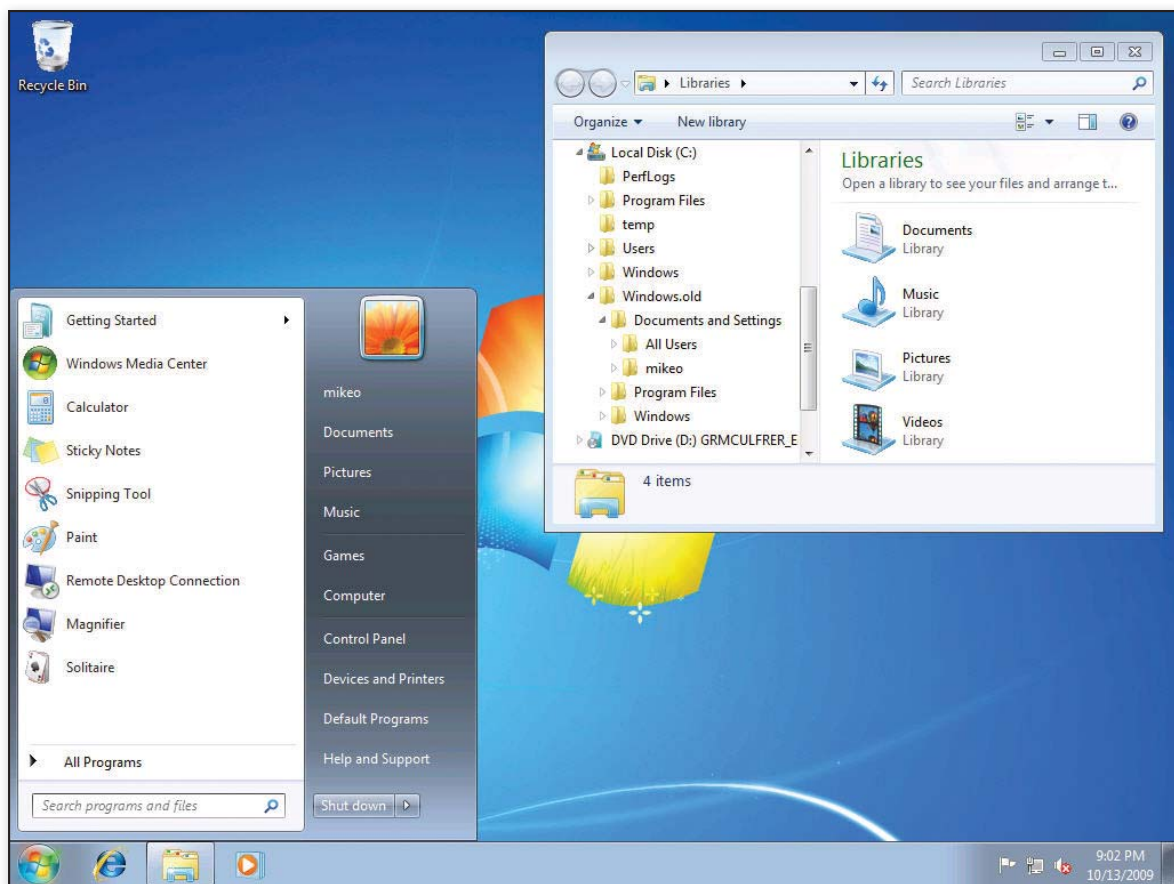 Recycle Bin
Libraries
Search Libraries
Organize
New library
Local Disk (C:)
PerfLogs
Program Files
temp
Users
Windows
Windows.old
Documents and Settings
All Users
mikeo
Program Files
Windows
DVD Drive (D:) GRMCULFRER_E
Libraries
Open a library to see your files and arrange t...
Documents
Library
Music
Library
Pictures
Library
Videos
Library
4 items
Getting Started
Windows Media Center
Calculator
Sticky Notes
Snipping Tool
Paint
Remote Desktop Connection
Magnifier
Solitaire
All Programs
Search programs and files
mikeo
Documents
Pictures
Music
Games
Computer
Control Panel
Devices and Printers
Default Programs
Help and Support
Shut down
9:02 PM
10/13/2009